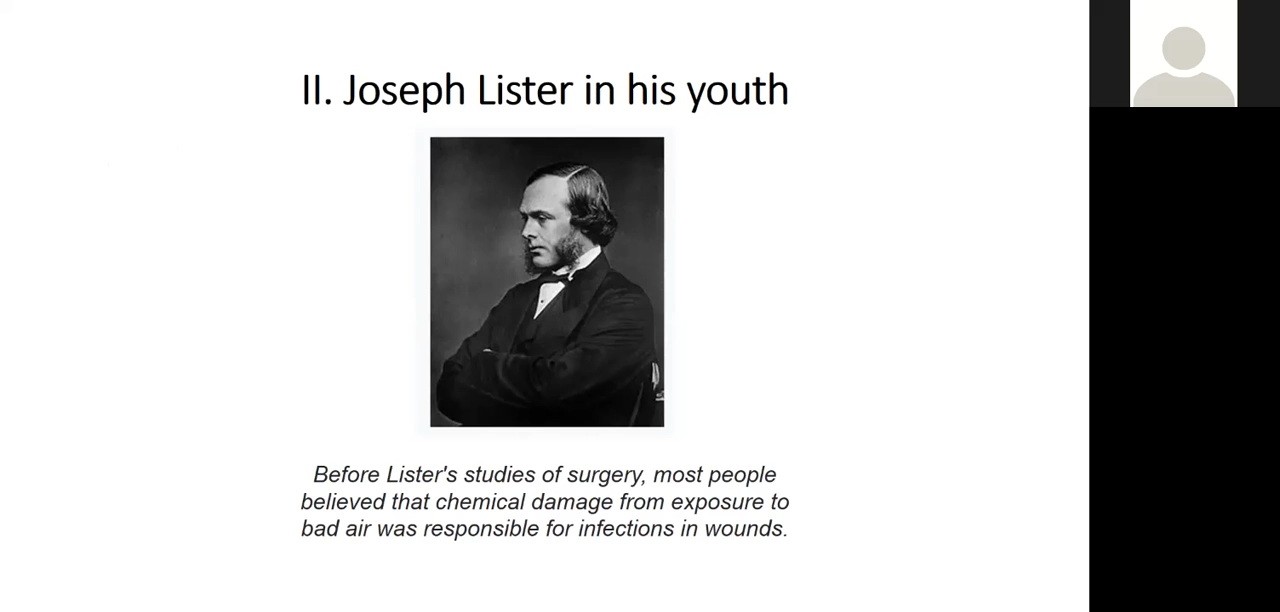 II. Joseph Lister in his youth
Before Lister's studies of surgery, most people
believed that chemical damage from exposure to
bad air was responsible for infections in wounds.